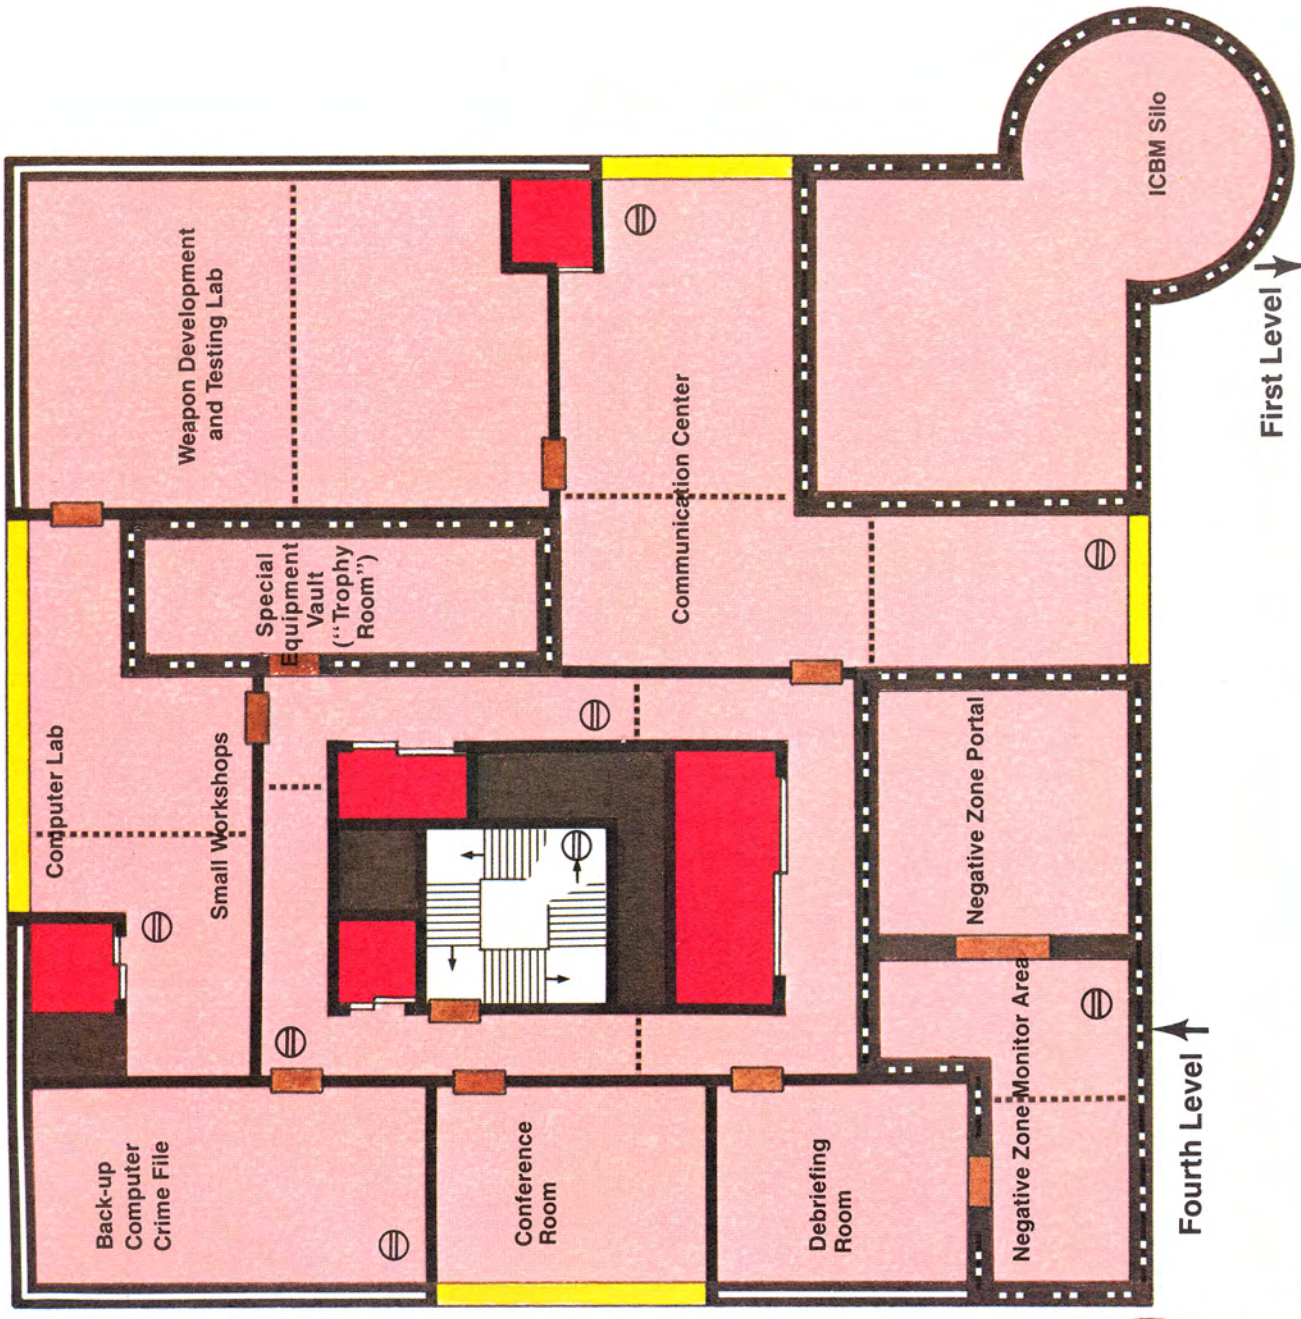 Back-up
Computer
Crime File
Computer Lab
Small Workshops
Weapon Development
and Testing Lab
Special
Equipment
Vault
(“Trophy
Room”)
Conference
Room
Communication Center
Debriefing
Room
Negative Zone Monitor Area
Negative Zone Portal
ICBM Silo
Fourth Level
First Level